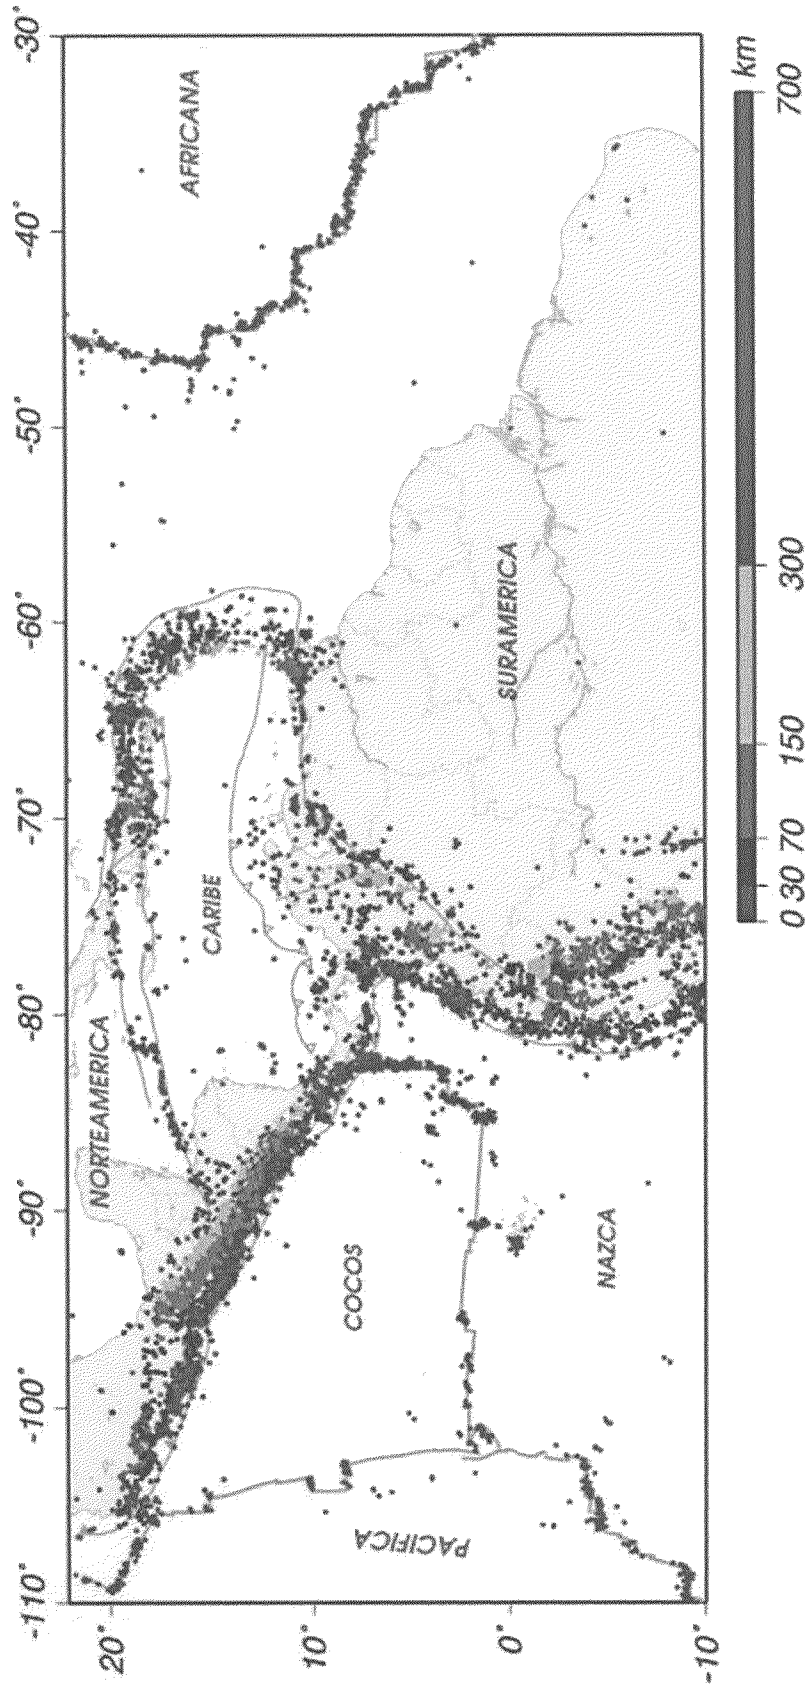 -110° -100° -90° -80° -70° -60° -50° -40° -30°
20°
10°
0°
-10°
NORTEAMERICA
AFRICANA
CARIBE
COCOS
PACIFICA
SURAMERICA
NAZCA
0 30 70 150 300 700
km